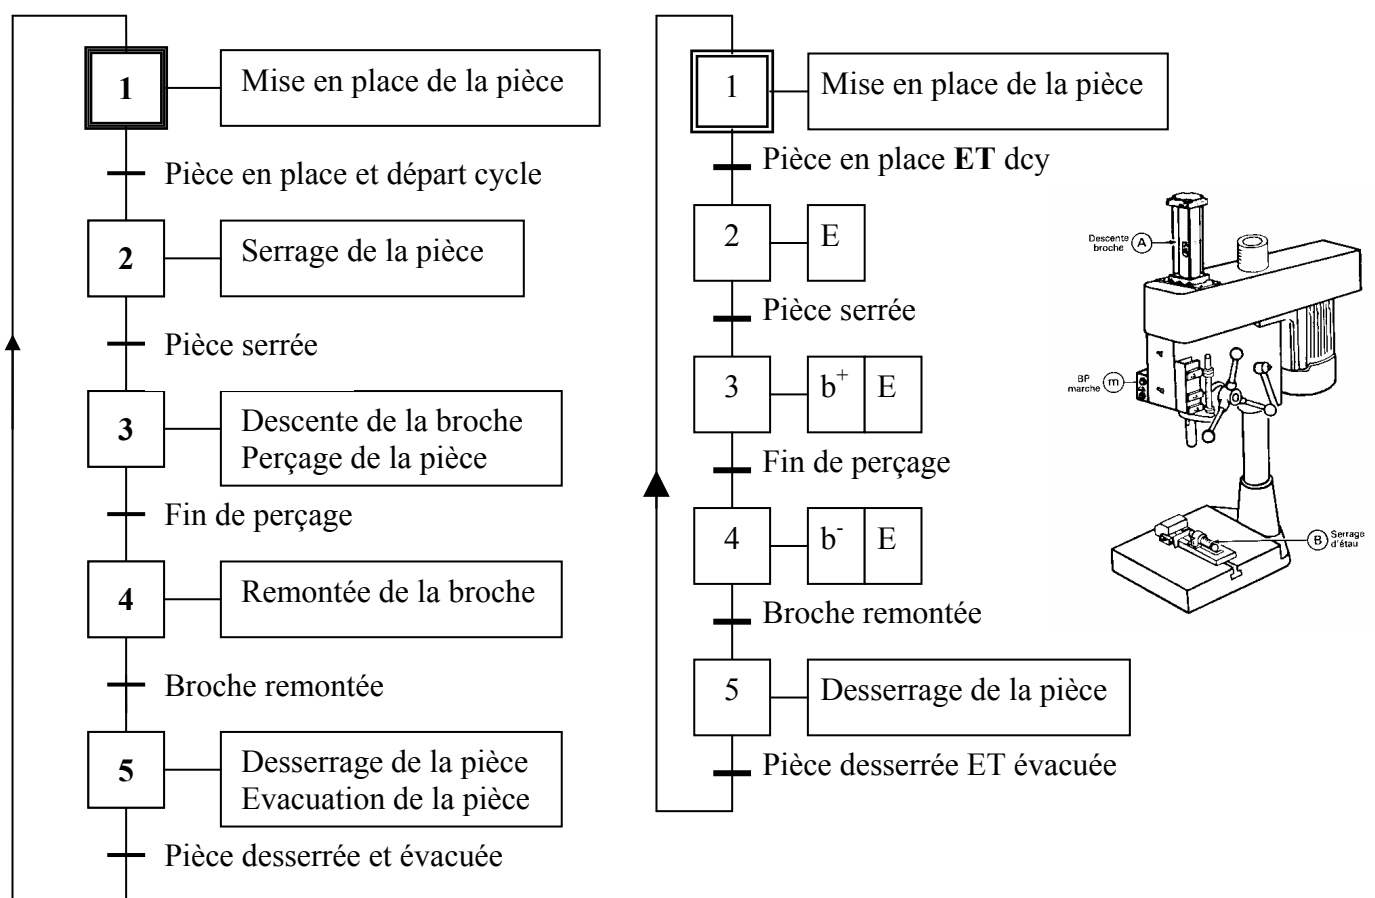 1
Mise en place de la pièce
Pièce en place et départ cycle
2
Serrage de la pièce
Pièce serrée
3
Descente de la broche
Perçage de la pièce
Fin de perçage
4
Remontée de la broche
Broche remontée
5
Desserrage de la pièce
Evacuation de la pièce
Pièce desserrée et évacuée
1
Mise en place de la pièce
Pièce en place ET dcy
2
E
Pièce serrée
3
b+ E
Fin de perçage
4
b- E
Broche remontée
5
Desserrage de la pièce
Pièce desserrée ET évacuée
Descente
broche
A
BP
marche
m
B
Serrage
d'étau